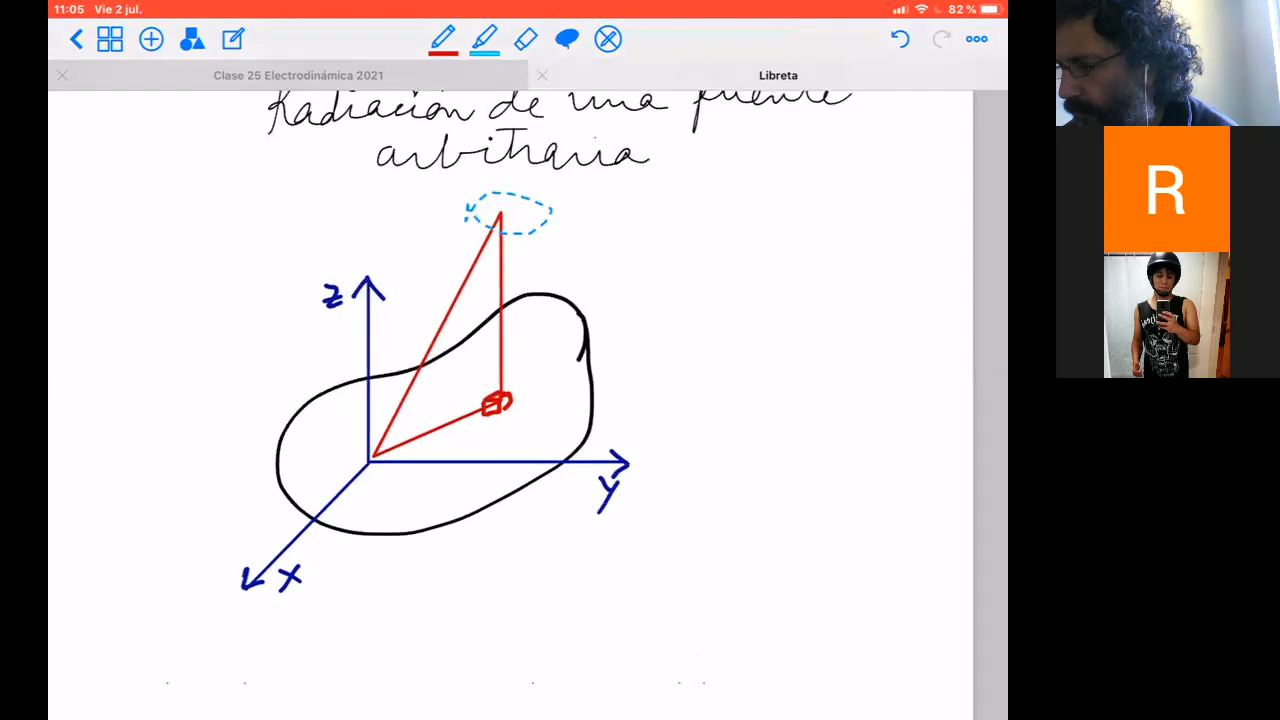 11:05 Vie 2 jul.
82 %
Clase 25 Electrodinámica 2021
Libreta
Radiación de una fuente
arbitraria
z
y
x
R